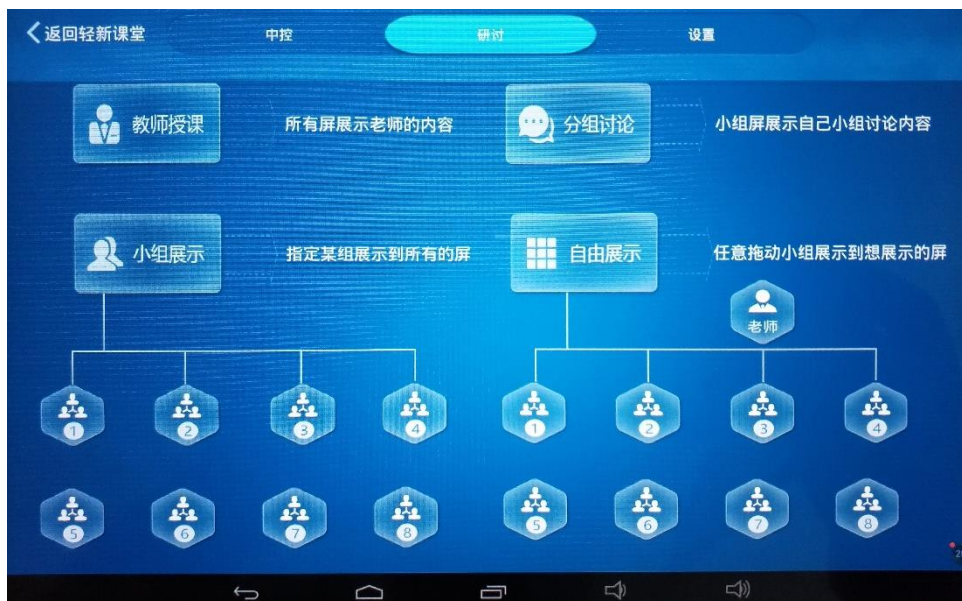 返回轻新课堂
中控
研讨
设置
教师授课
所有屏展示老师的内容
分组讨论
小组屏展示自己小组讨论内容
小组展示
指定某组展示到所有的屏
自由展示
任意拖动小组展示到想展示的屏
老师
1
2
3
4
1
2
3
4
5
6
7
8
5
6
7
8